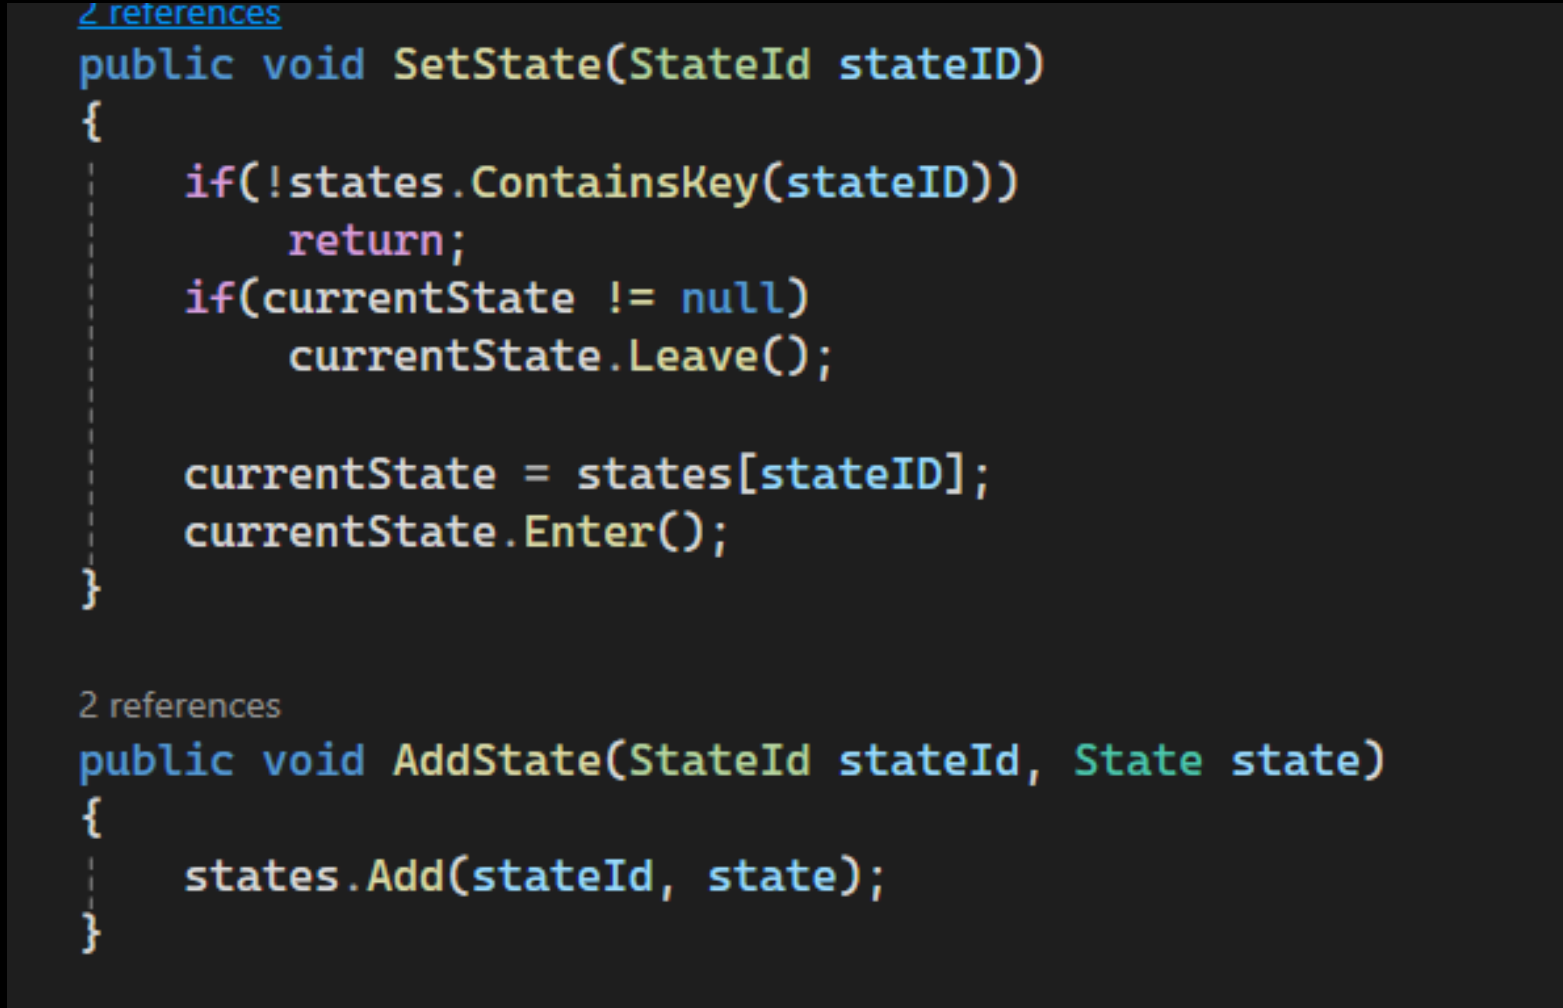 2 references
public void SetState(StateId stateID)
{
if(!states.ContainsKey(stateID))
return;
if(currentState != null)
currentState.Leave();
currentState = states[stateID];
currentState.Enter();
}
2 references
public void AddState(StateId stateId, State state)
{
states.Add(stateId, state);
}